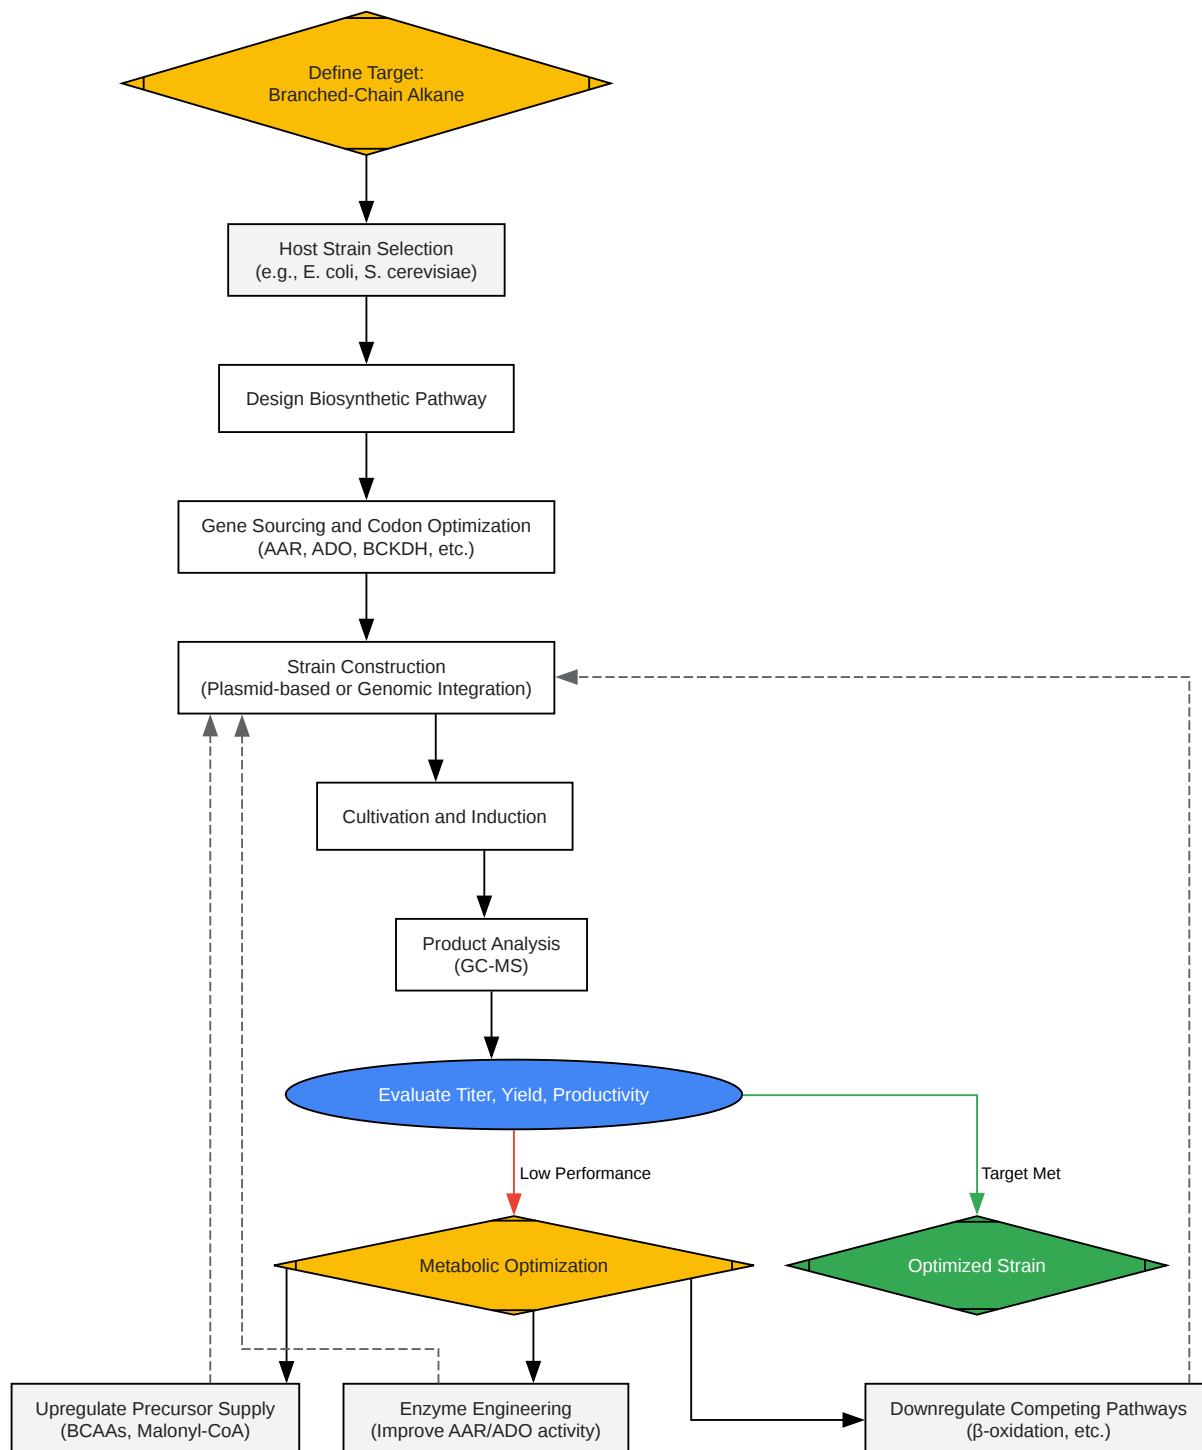 Define Target:
Branched-Chain Alkane
Host Strain Selection
(e.g., E. coli, S. cerevisiae)
Design Biosynthetic Pathway
Gene Sourcing and Codon Optimization
(AAR, ADO, BCKDH, etc.)
Strain Construction
(Plasmid-based or Genomic Integration)
Cultivation and Induction
Product Analysis
(GC-MS)
Evaluate Titer, Yield, Productivity
Low Performance
Target Met
Metabolic Optimization
Optimized Strain
Upregulate Precursor Supply
(BCAAs, Malonyl-CoA)
Enzyme Engineering
(Improve AAR/ADO activity)
Downregulate Competing Pathways
(β-oxidation, etc.)